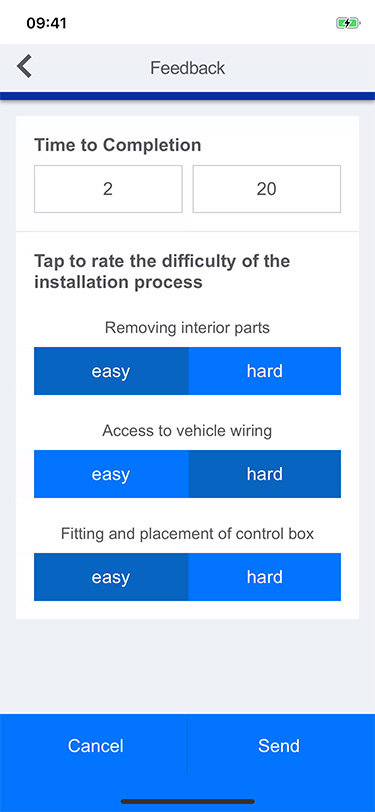 09:41
Feedback
Time to Completion
2 20
Tap to rate the difficulty of the
installation process
Removing interior parts
easy hard
Access to vehicle wiring
easy hard
Fitting and placement of control box
easy hard
Cancel Send